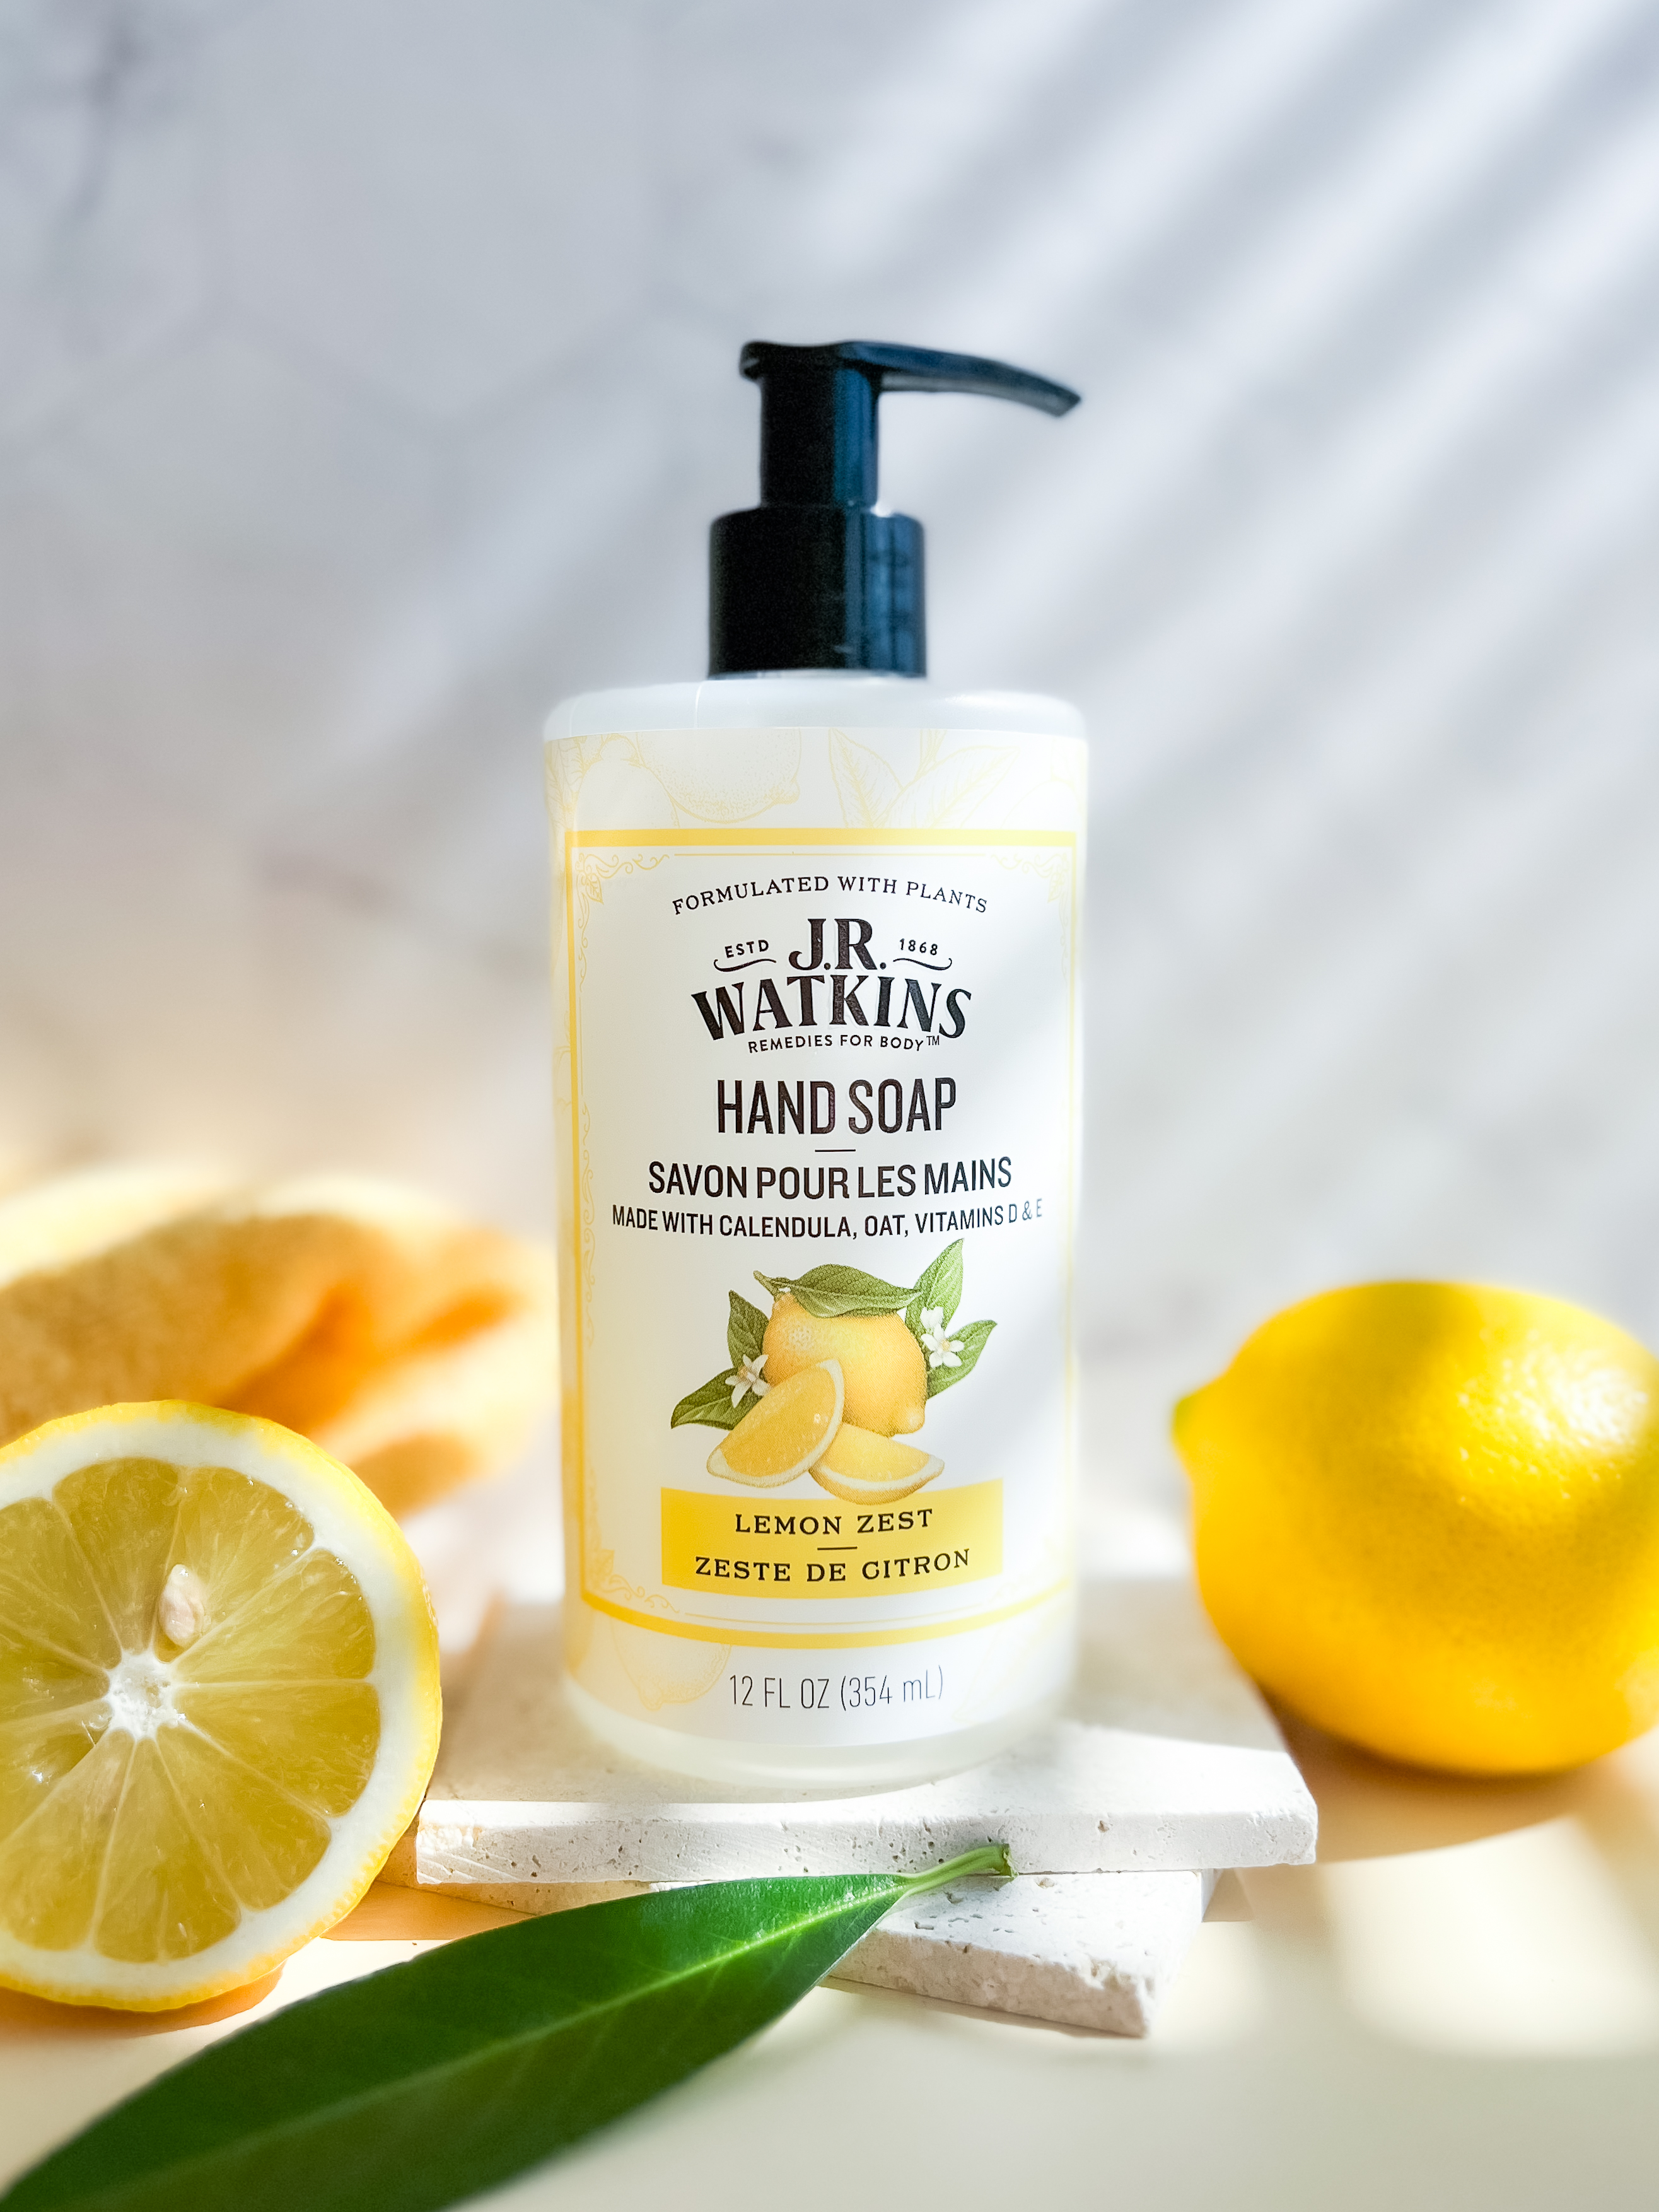 FORMULATED WITH PLANTS
ESTD J.R. 1868
WATKINS
REMEDIES FOR BODY™
HAND SOAP
SAVON POUR LES MAINS
MADE WITH CALENDULA, OAT, VITAMINS D & E
LEMON ZEST
ZESTE DE CITRON
12 FL OZ (354 mL)